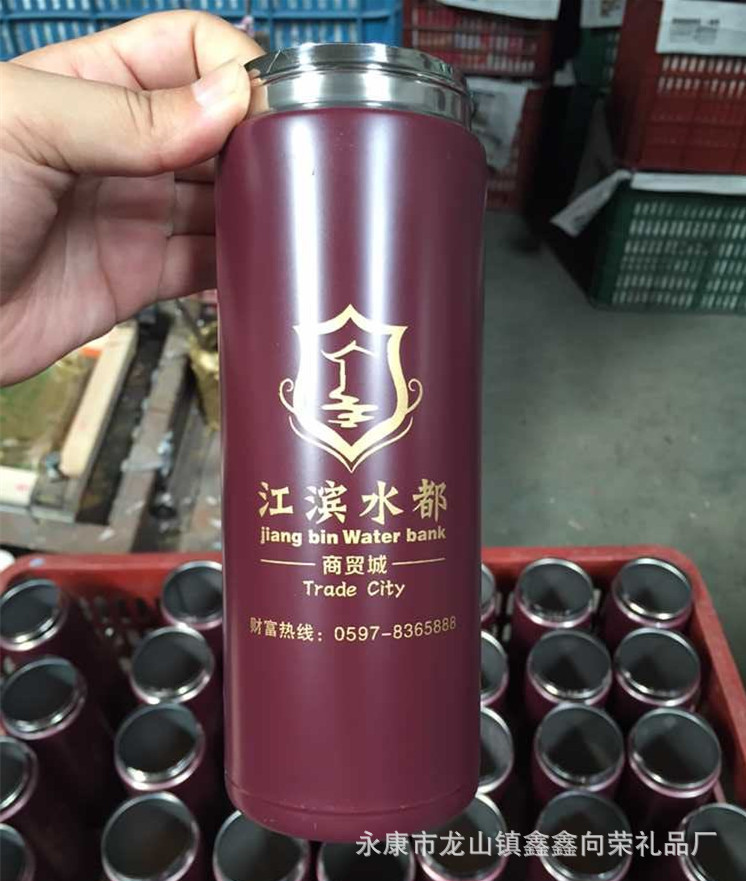 江滨水都
jiang bin Water bank
商贸城
Trade City
财富热线：0597-8365888
永康市龙山镇鑫鑫向荣礼品厂